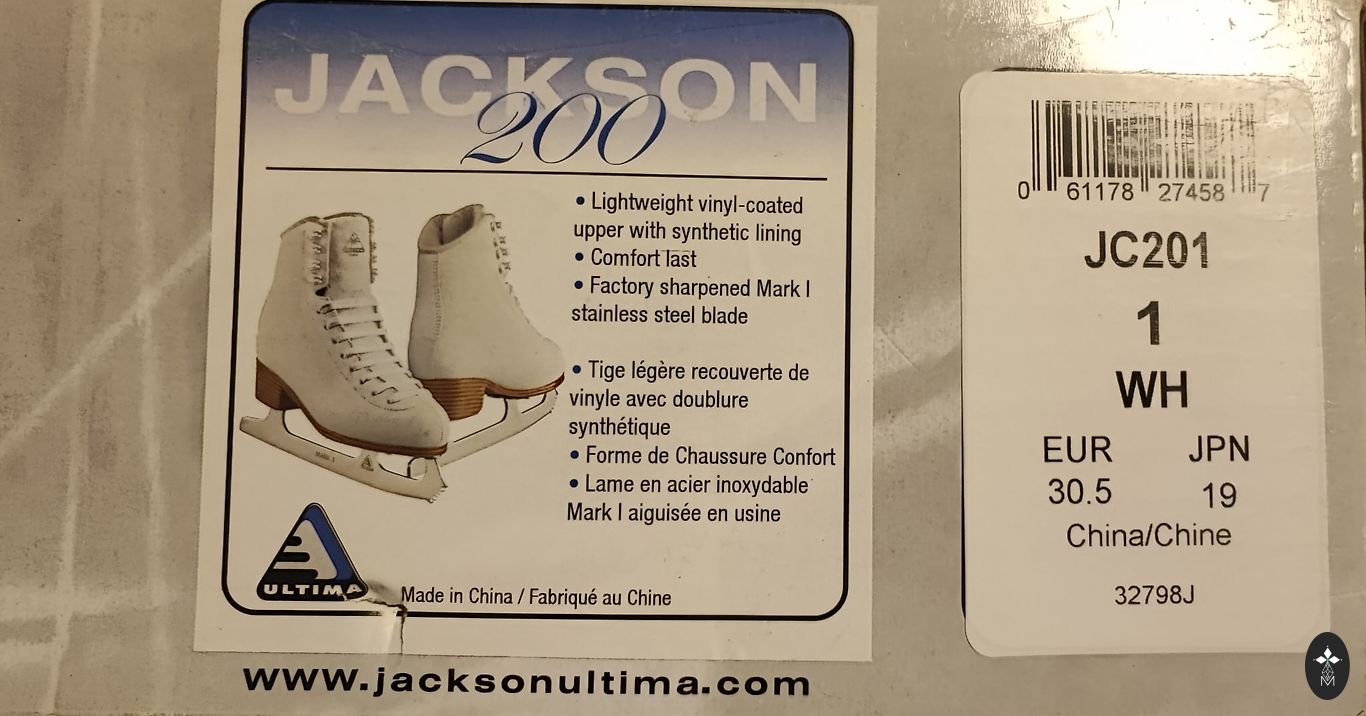 JACKSON
200
• Lightweight vinyl-coated
upper with synthetic lining
• Comfort last
• Factory sharpened Mark I
stainless steel blade
• Tige légère recouverte de
vinyle avec doublure
synthétique
• Forme de Chaussure Confort
• Lame en acier inoxydable
Mark I aiguisée en usine
ULTIMA
Made in China / Fabriqué au Chine
www.jacksonultima.com
0 61178 27458 7
JC201
1
WH
EUR JPN
30.5 19
China/Chine
32798J
M